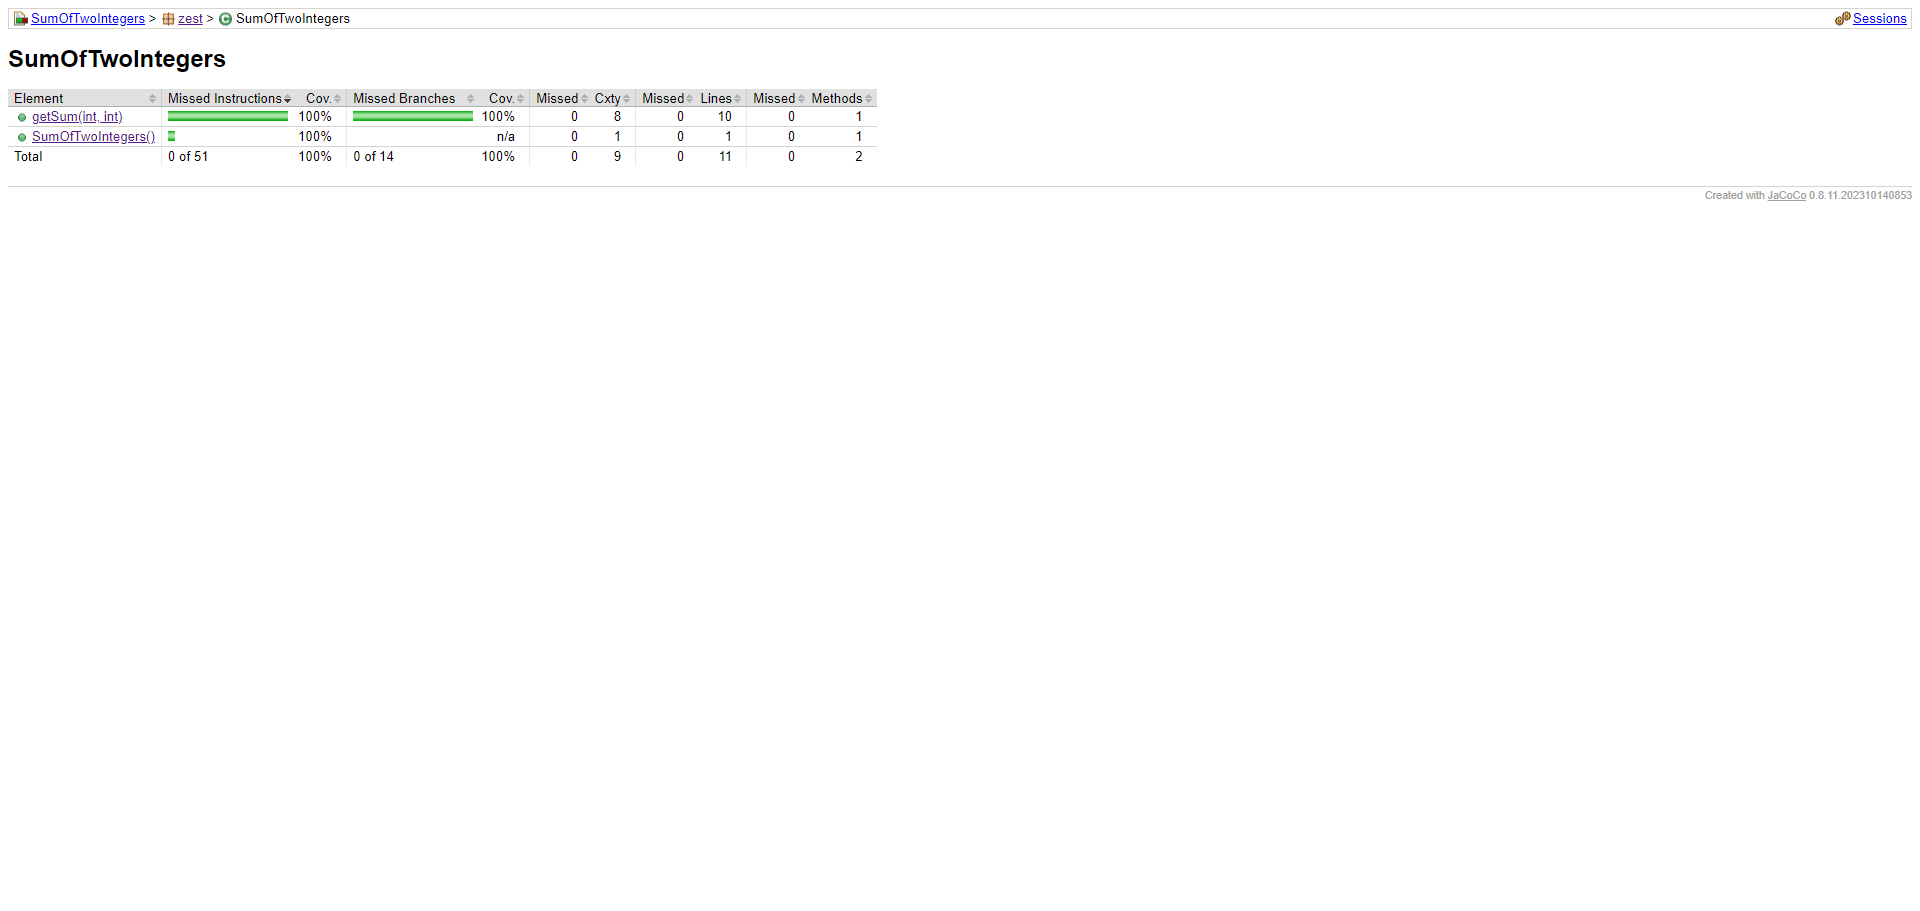 SumOfTwoIntegers > zest > SumOfTwoIntegers Sessions
SumOfTwoIntegers
Element Missed Instructions Cov. Missed Branches Cov. Missed Cxty Missed Lines Missed Methods
getSum(int, int) 100% 100% 0 8 0 10 0 1
SumOfTwoIntegers() 100% n/a 0 1 0 1 0 1
Total 0 of 51 100% 0 of 14 100% 0 9 0 11 0 2
Created with JaCoCo 0.8.11.202310140853